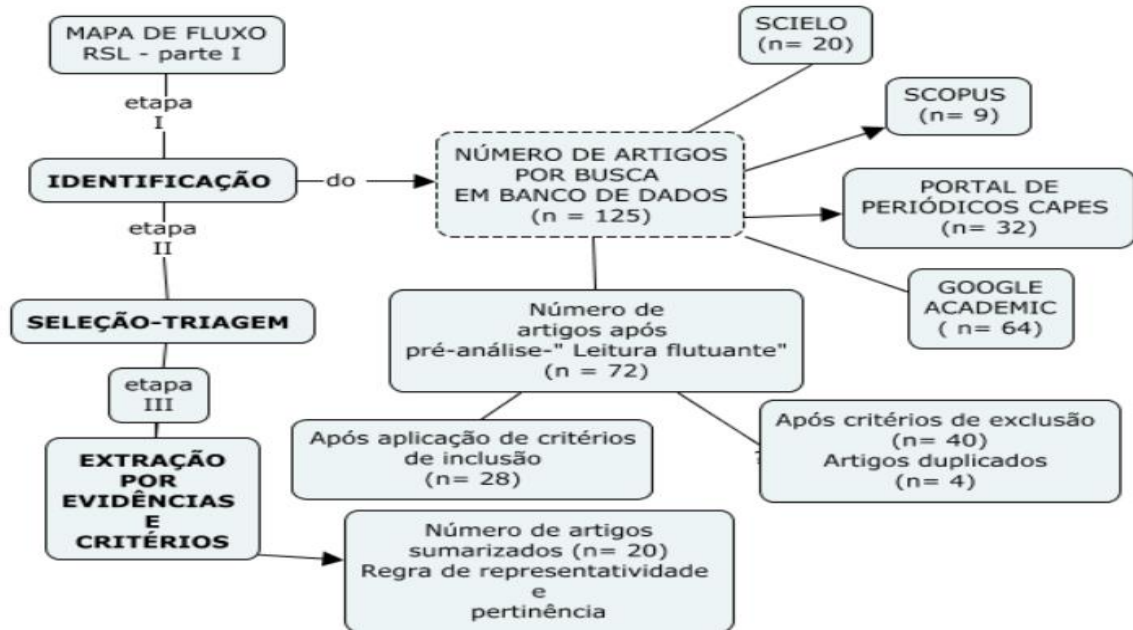 MAPA DE FLUXO
RSL - parte I
etapa
I
IDENTIFICAÇÃO
do
etapa
II
SELEÇÃO-TRIAGEM
etapa
III
EXTRAÇÃO
POR
EVIDÊNCIAS
E
CRITÉRIOS
NÚMERO DE ARTIGOS
POR BUSCA
EM BANCO DE DADOS
(n = 125)
SCIELO
(n= 20)
SCOPUS
(n= 9)
PORTAL DE
PERIÓDICOS CAPES
(n= 32)
GOOGLE
ACADEMIC
( n= 64)
Número de
artigos após
pré-análise-" Leitura flutuante"
(n = 72)
Após aplicação de critérios
de inclusão
(n= 28)
Após critérios de exclusão
(n= 40)
Artigos duplicados
(n= 4)
Número de artigos
sumarizados (n= 20)
Regra de representatividade
e
pertinência